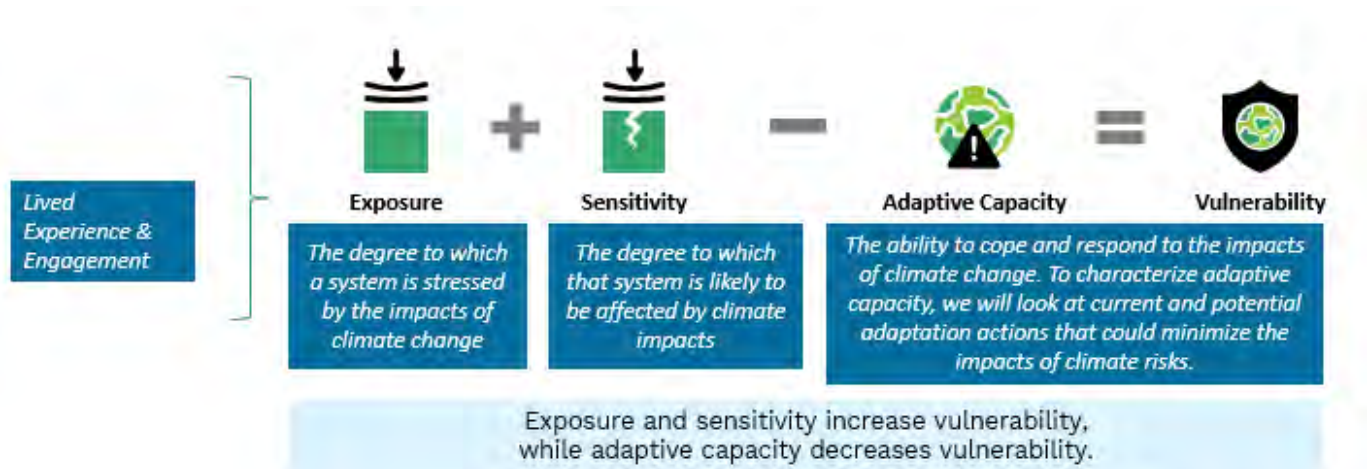 Lived
Experience &
Engagement
Exposure
Sensitivity
Adaptive Capacity
Vulnerability
The degree to which
a system is stressed
by the impacts of
climate change
The degree to which
that system is likely to
be affected by climate
impacts
The ability to cope and respond to the impacts
of climate change. To characterize adaptive
capacity, we will look at current and potential
adaptation actions that could minimize the
impacts of climate risks.
Exposure and sensitivity increase vulnerability,
while adaptive capacity decreases vulnerability.